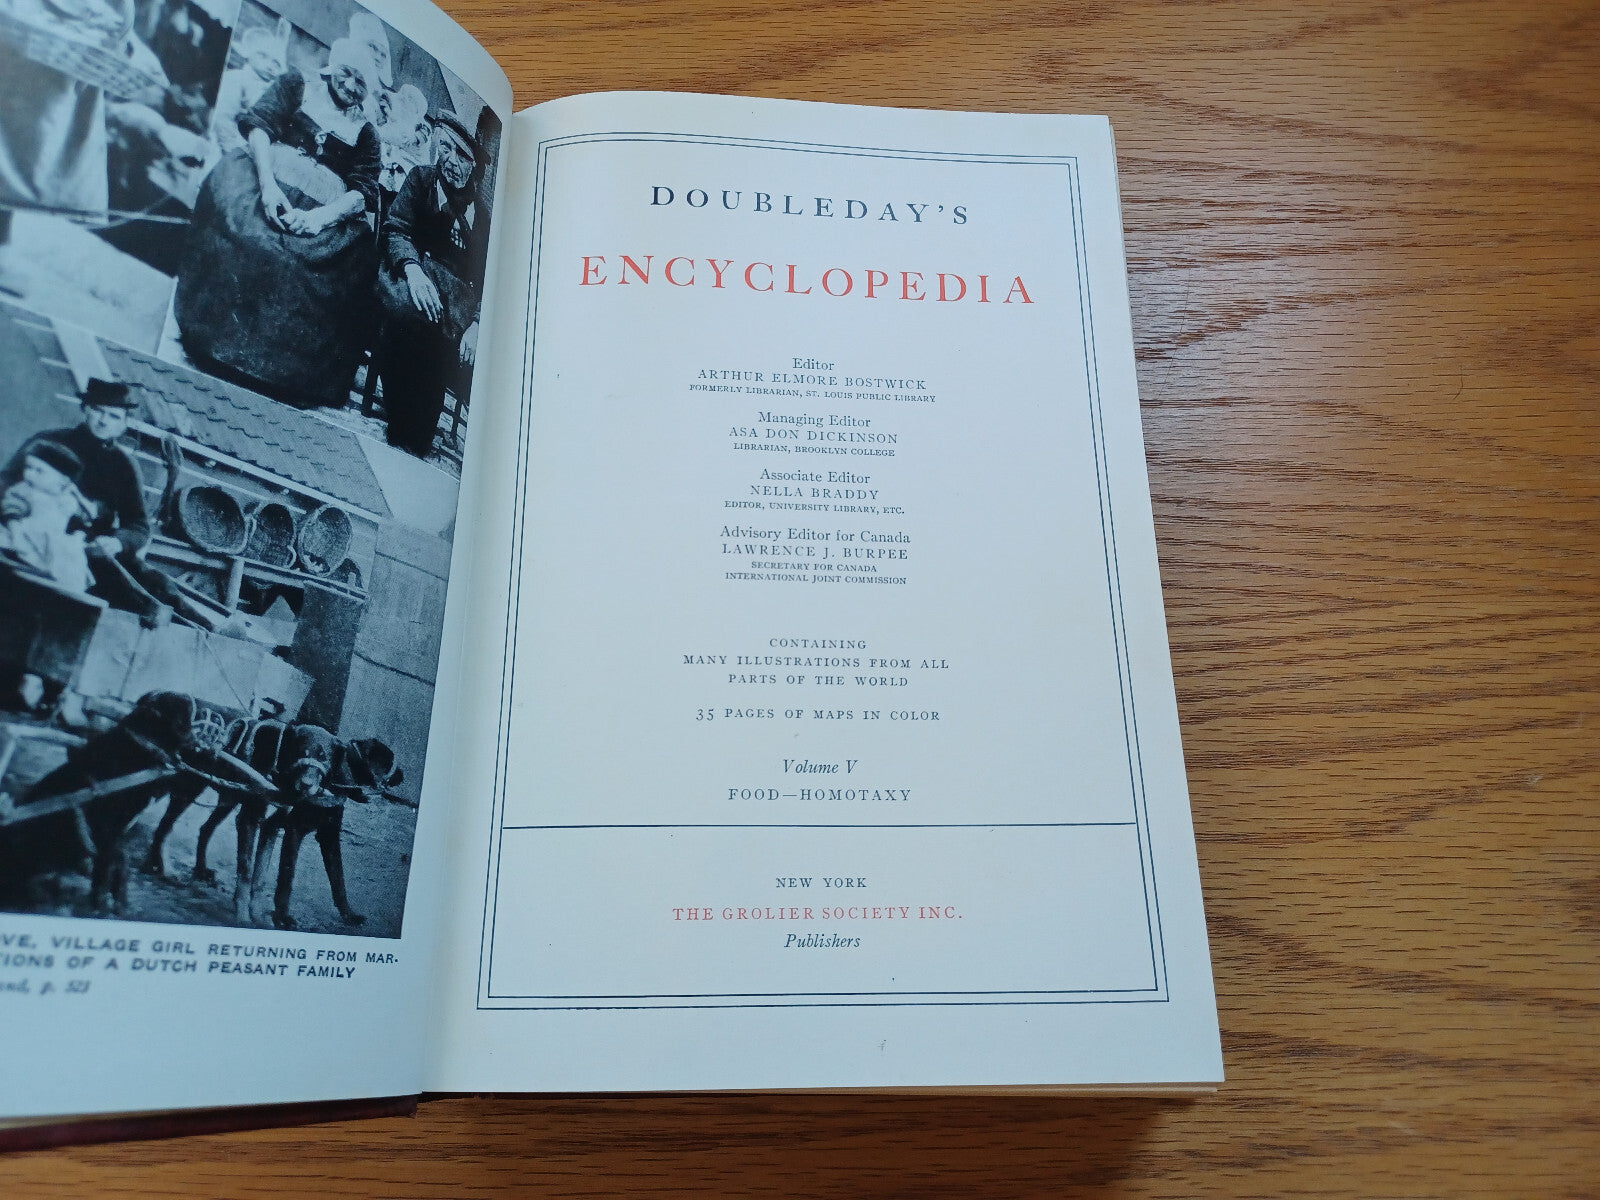 VE, VILLAGE GIRL RETURNING FROM MAR-
TIONS OF A DUTCH PEASANT FAMILY
p. 523
DOUBLEDAY'S
ENCYCLOPEDIA
Editor
ARTHUR ELMORE BOSTWICK
FORMERLY LIBRARIAN, ST. LOUIS PUBLIC LIBRARY
Managing Editor
ASA DON DICKINSON
LIBRARIAN, BROOKLYN COLLEGE
Associate Editor
NELLA BRADDY
EDITOR, UNIVERSITY LIBRARY, ETC.
Advisory Editor for Canada
LAWRENCE J. BURPEE
SECRETARY FOR CANADA
INTERNATIONAL JOINT COMMISSION
CONTAINING
MANY ILLUSTRATIONS FROM ALL
PARTS OF THE WORLD
35 PAGES OF MAPS IN COLOR
Volume V
FOOD—HOMOTAXY
NEW YORK
THE GROLIER SOCIETY INC.
Publishers